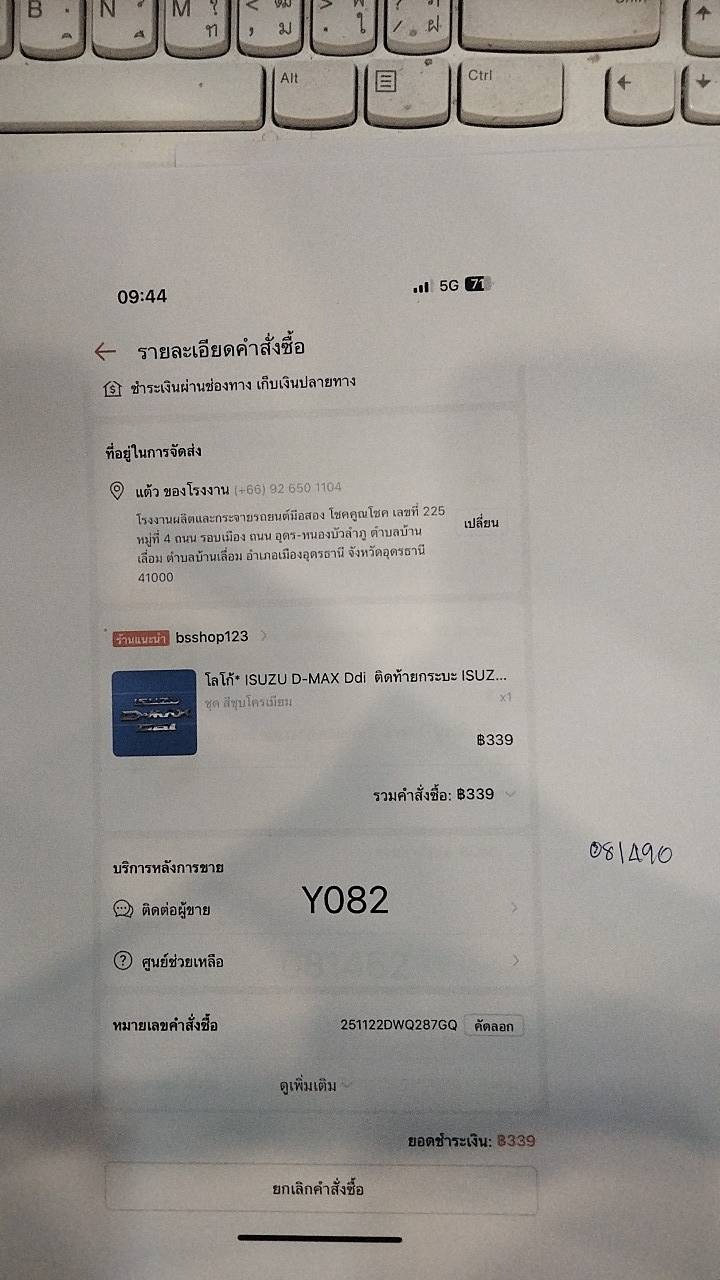 B
N
M
ท
ม
ใ
ฝ
Alt
Ctrl
09:44
5G 71
รายละเอียดคำสั่งซื้อ
ชำระเงินผ่านช่องทาง เก็บเงินปลายทาง
ที่อยู่ในการจัดส่ง
แต้ว ของโรงงาน (+66) 92 650 1104
โรงงานผลิตและกระจายรถยนต์มือสอง โชคคูณโชค เลขที่ 225
หมู่ที่ 4 ถนน รอบเมือง ถนน อุดร-หนองบัวลำภู ตำบลบ้าน
เปลี่ยน
เลื่อม ตำบลบ้านเลื่อม อำเภอเมืองอุดรธานี จังหวัดอุดรธานี
41000
ร้านแนะนำ bsshop123
โลโก้* ISUZU D-MAX Ddi ติดท้ายกระบะ ISUZ...
ชุด สีชุบโครเมียม x1
ISUZU
D-MAX
Ddi
฿339
รวมคำสั่งซื้อ: ฿339
บริการหลังการขาย
081490
Y082
ติดต่อผู้ขาย
ศูนย์ช่วยเหลือ
หมายเลขคำสั่งซื้อ 251122DWQ287GQ คัดลอก
ดูเพิ่มเติม
ยอดชำระเงิน: ฿339
ยกเลิกคำสั่งซื้อ